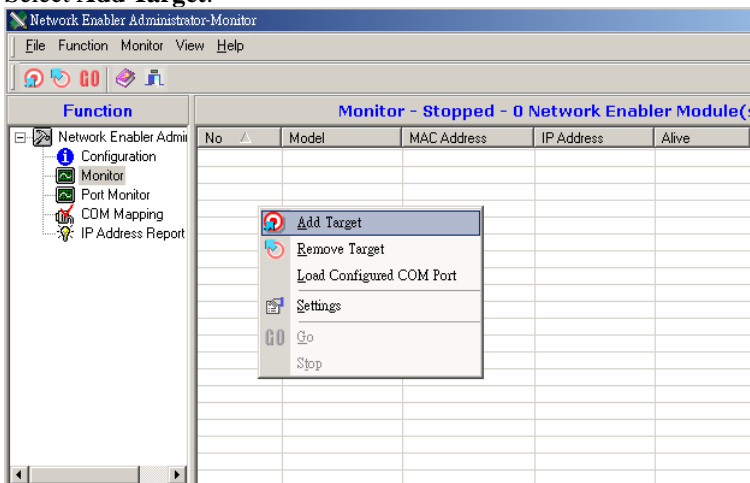 Select Add Target.
Network Enabler Administrator-Monitor
File Function Monitor View Help
GO
Function
Monitor - Stopped - 0 Network Enabler Module(s
Network Enabler Admi
Configuration
Monitor
Port Monitor
COM Mapping
IP Address Report
No Model MAC Address IP Address Alive
Add Target
Remove Target
Load Configured COM Port
Settings
GO Go
Stop